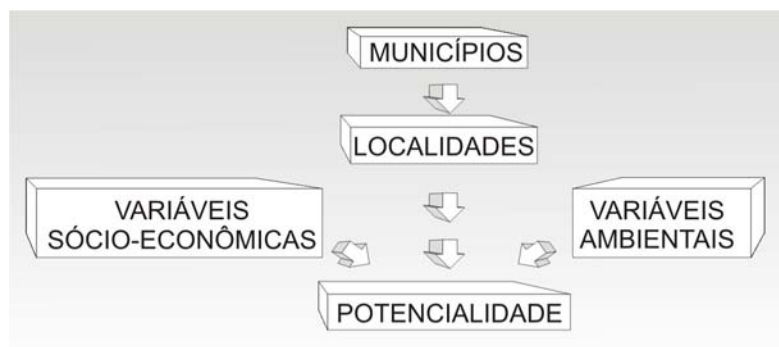 MUNICÍPIOS
LOCALIDADES
VARIÁVEIS
SÓCIO-ECONÔMICAS
VARIÁVEIS
AMBIENTAIS
POTENCIALIDADE